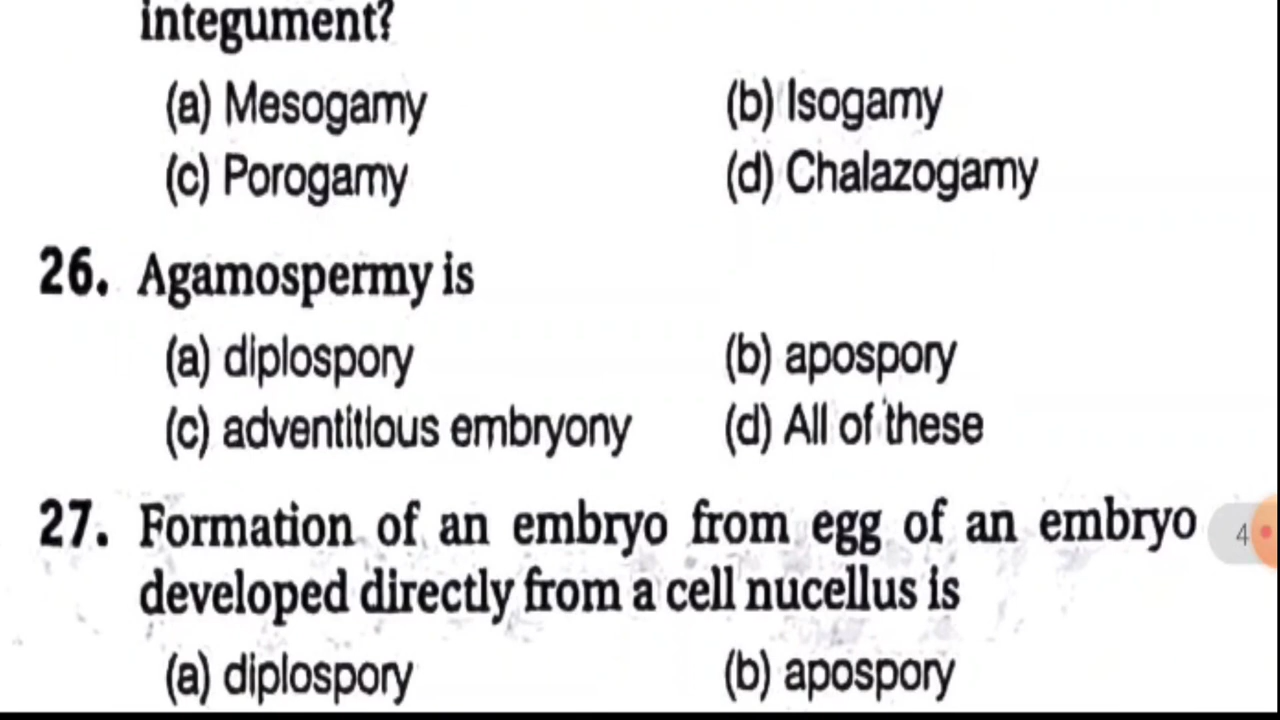 integument?
(a) Mesogamy (b) Isogamy
(c) Porogamy (d) Chalazogamy
26. Agamospermy is
(a) diplospory (b) apospory
(c) adventitious embryony (d) All of these
27. Formation of an embryo from egg of an embryo
developed directly from a cell nucellus is
(a) diplospory (b) apospory
4